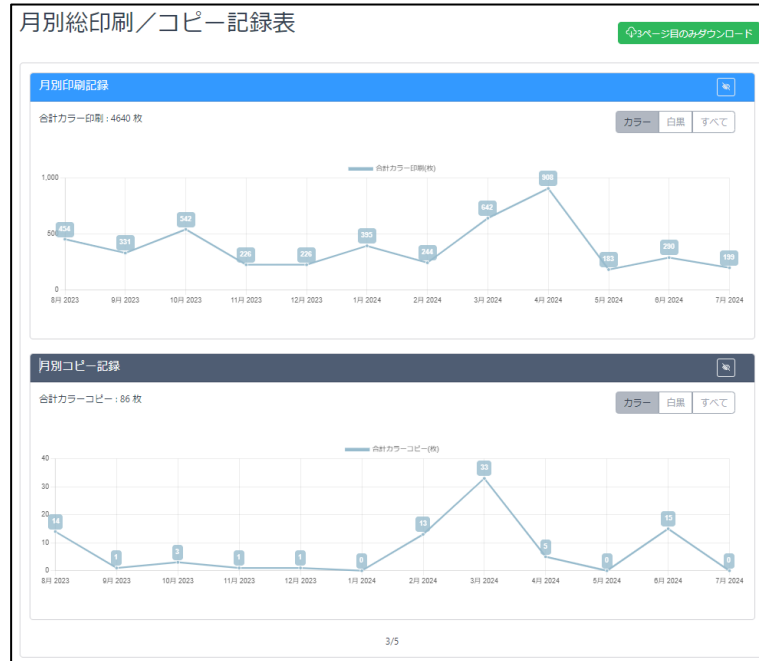 月別総印刷／コピー記録表
3ページ目のみダウンロード
月別印刷記録
合計カラー印刷 : 4640 枚
カラー 白黒 すべて
合計カラー印刷(枚)
1,000
500
0
454 331 542 226 226 395 244 642 908 183 290 199
8月 2023 9月 2023 10月 2023 11月 2023 12月 2023 1月 2024 2月 2024 3月 2024 4月 2024 5月 2024 6月 2024 7月 2024
月別コピー記録
合計カラーコピー : 86 枚
カラー 白黒 すべて
合計カラーコピー(枚)
40
30
20
10
0
14 1 3 1 1 0 13 33 5 0 15 0
8月 2023 9月 2023 10月 2023 11月 2023 12月 2023 1月 2024 2月 2024 3月 2024 4月 2024 5月 2024 6月 2024 7月 2024
3/5